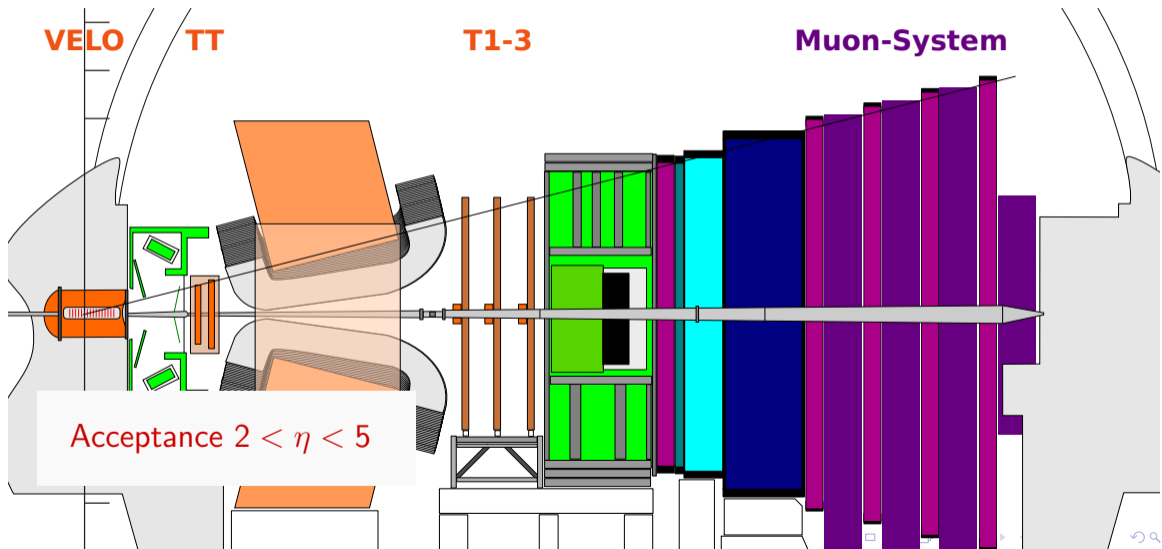 VELO TT T1-3 Muon-System
Acceptance 2 < η < 5